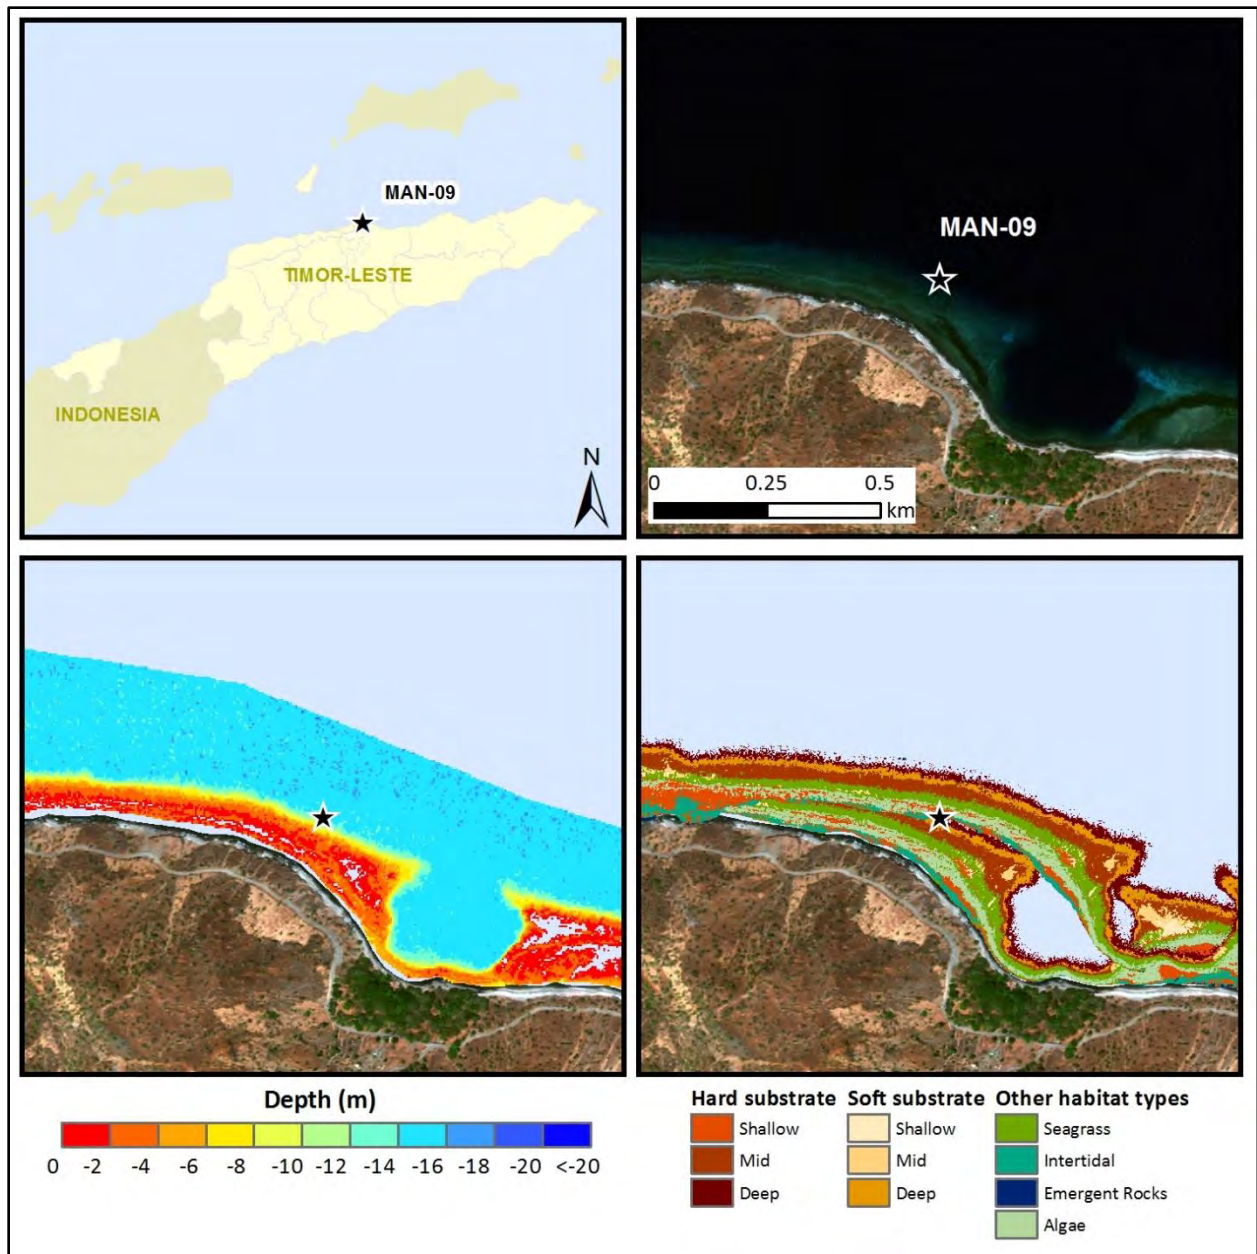 MAN-09
TIMOR-LESTE
INDONESIA
N
MAN-09
0 0.25 0.5
km
Depth (m)
0 -2 -4 -6 -8 -10 -12 -14 -16 -18 -20 <-20
Hard substrate
Shallow
Mid
Deep
Soft substrate
Shallow
Mid
Deep
Other habitat types
Seagrass
Intertidal
Emergent Rocks
Algae